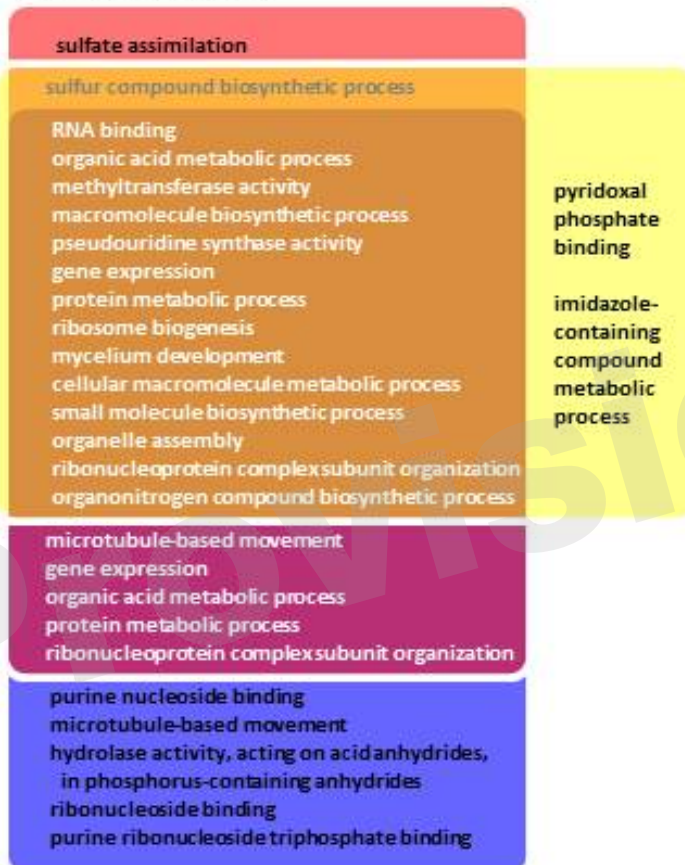 sulfate assimilation
sulfur compound biosynthetic process
RNA binding
organic acid metabolic process
methyltransferase activity
macromolecule biosynthetic process
pseudouridine synthase activity
gene expression
protein metabolic process
ribosome biogenesis
mycelium development
cellular macromolecule metabolic process
small molecule biosynthetic process
organelle assembly
ribonucleoprotein complex subunit organization
organonitrogen compound biosynthetic process
pyridoxal
phosphate
binding
imidazole-
containing
compound
metabolic
process
microtubule-based movement
gene expression
organic acid metabolic process
protein metabolic process
ribonucleoprotein complex subunit organization
purine nucleoside binding
microtubule-based movement
hydrolase activity, acting on acid anhydrides,
in phosphorus-containing anhydrides
ribonucleoside binding
purine ribonucleoside triphosphate binding